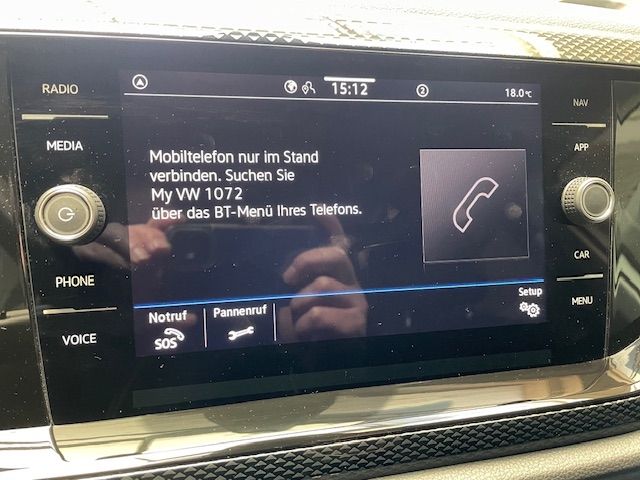 RADIO
MEDIA
PHONE
VOICE
15:12
2
18.0°C
Mobiltelefon nur im Stand
verbinden. Suchen Sie
My VW 1072
über das BT-Menü Ihres Telefons.
Notruf
SOS
Pannenruf
Setup
NAV
APP
CAR
MENU